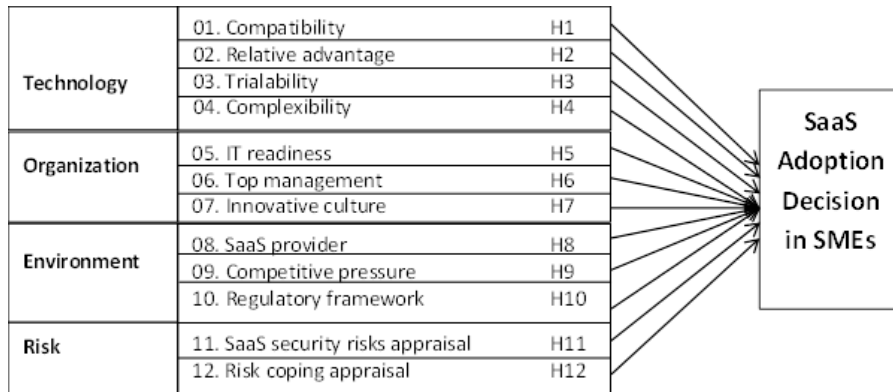 Technology
01. Compatibility H1
02. Relative advantage H2
03. Trialability H3
04. Complexibility H4
Organization
05. IT readiness H5
06. Top management H6
07. Innovative culture H7
Environment
08. SaaS provider H8
09. Competitive pressure H9
10. Regulatory framework H10
Risk
11. SaaS security risks appraisal H11
12. Risk coping appraisal H12
SaaS
Adoption
Decision
in SMEs